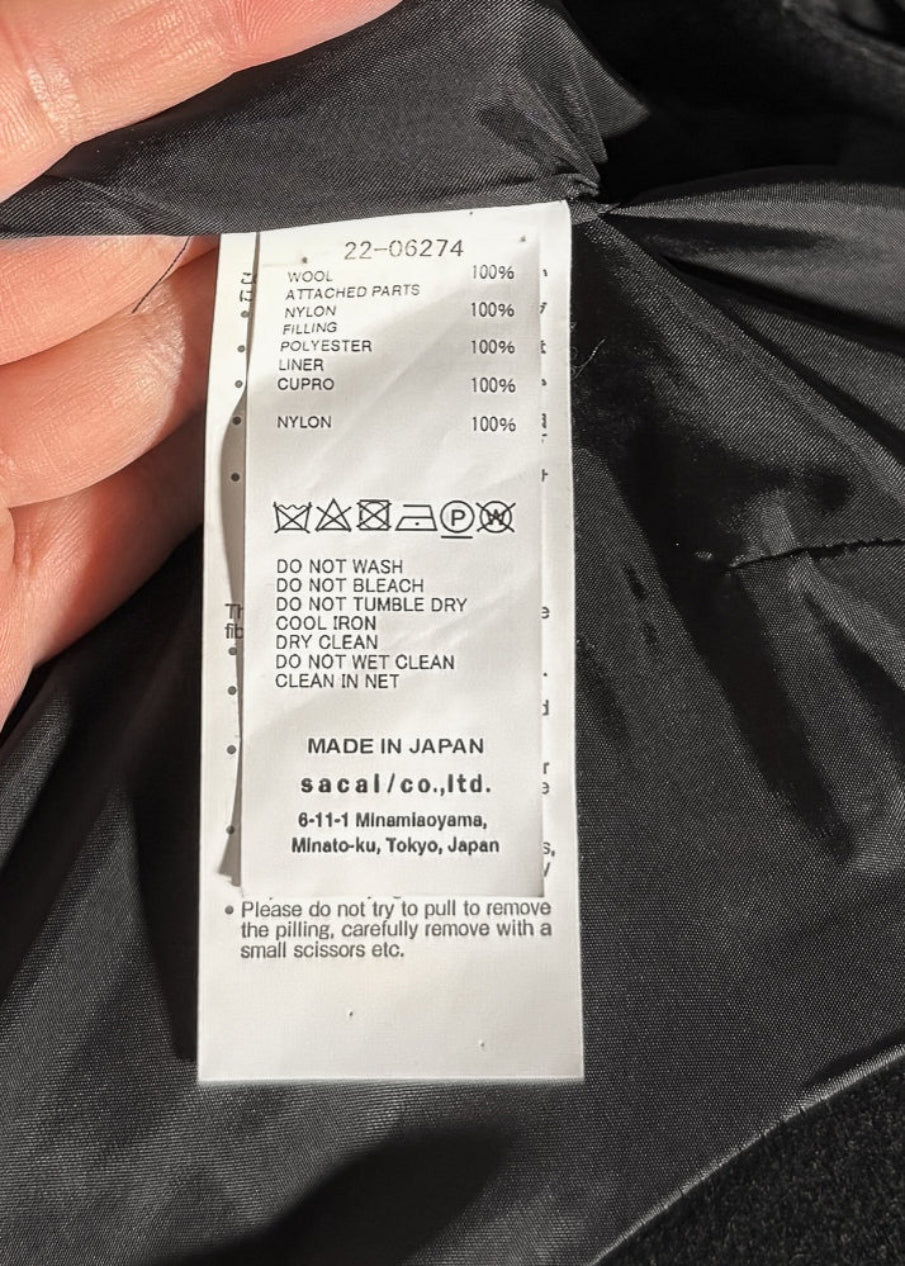 22-06274
WOOL 100%
ATTACHED PARTS
NYLON 100%
FILLING
POLYESTER 100%
LINER
CUPRO 100%
NYLON 100%
P W
DO NOT WASH
DO NOT BLEACH
DO NOT TUMBLE DRY
COOL IRON
DRY CLEAN
DO NOT WET CLEAN
CLEAN IN NET
MADE IN JAPAN
sacai/co.,ltd.
6-11-1 Minamiaoyama,
Minato-ku, Tokyo, Japan
• Please do not try to pull to remove
the pilling, carefully remove with a
small scissors etc.